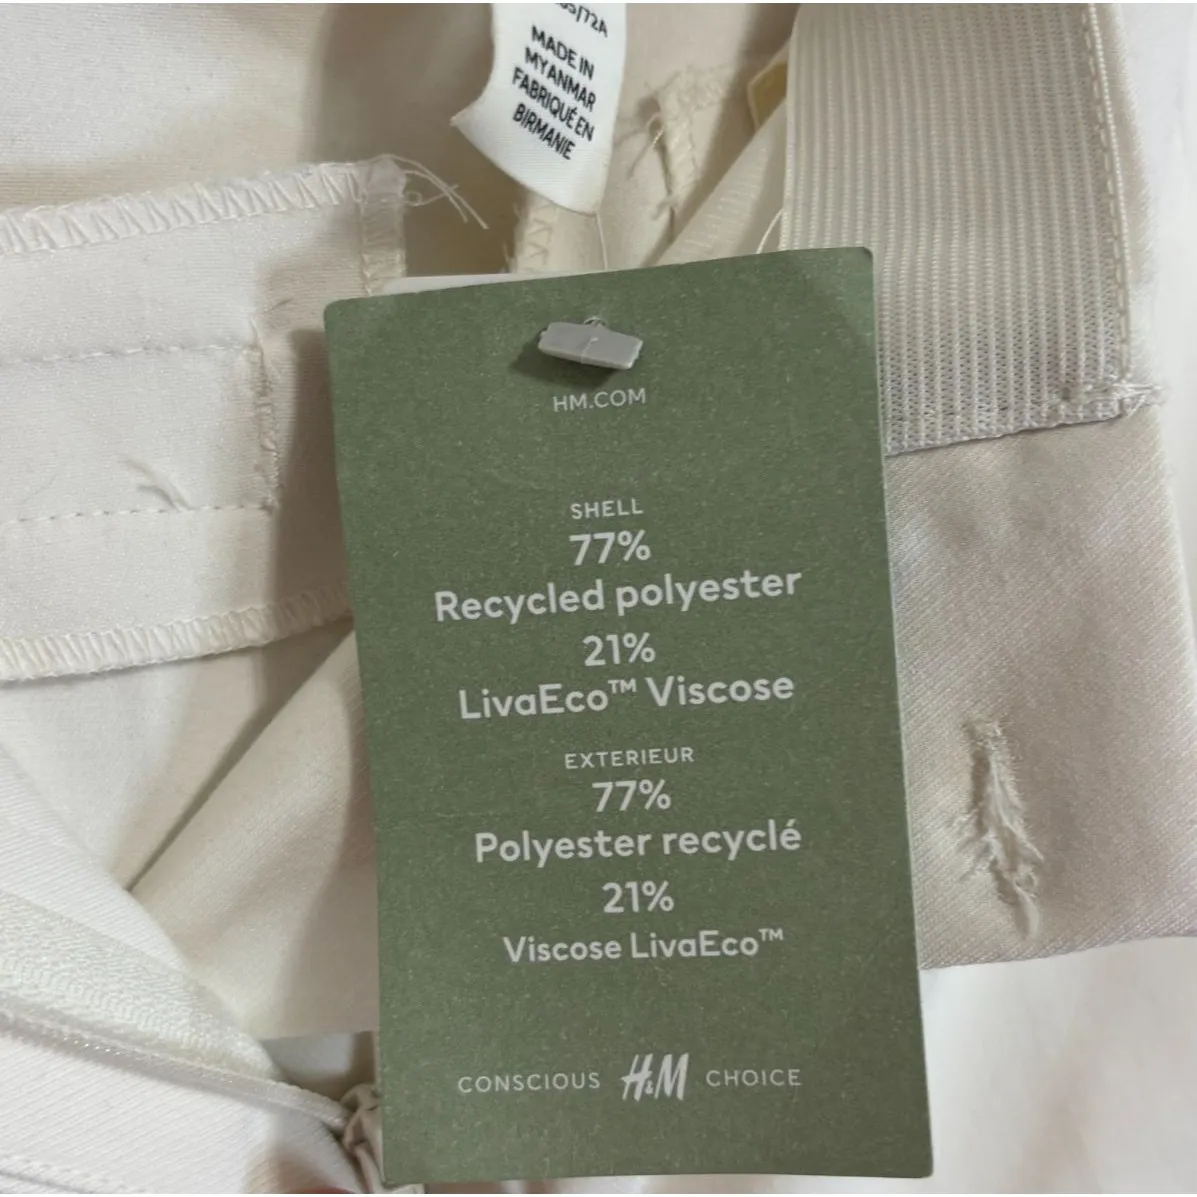 MADE IN
MYANMAR
FABRIQUÉ EN
BIRMANIE
HM.COM
SHELL
77%
Recycled polyester
21%
LivaEco™ Viscose
EXTERIEUR
77%
Polyester recyclé
21%
Viscose LivaEco™
CONSCIOUS H&M CHOICE